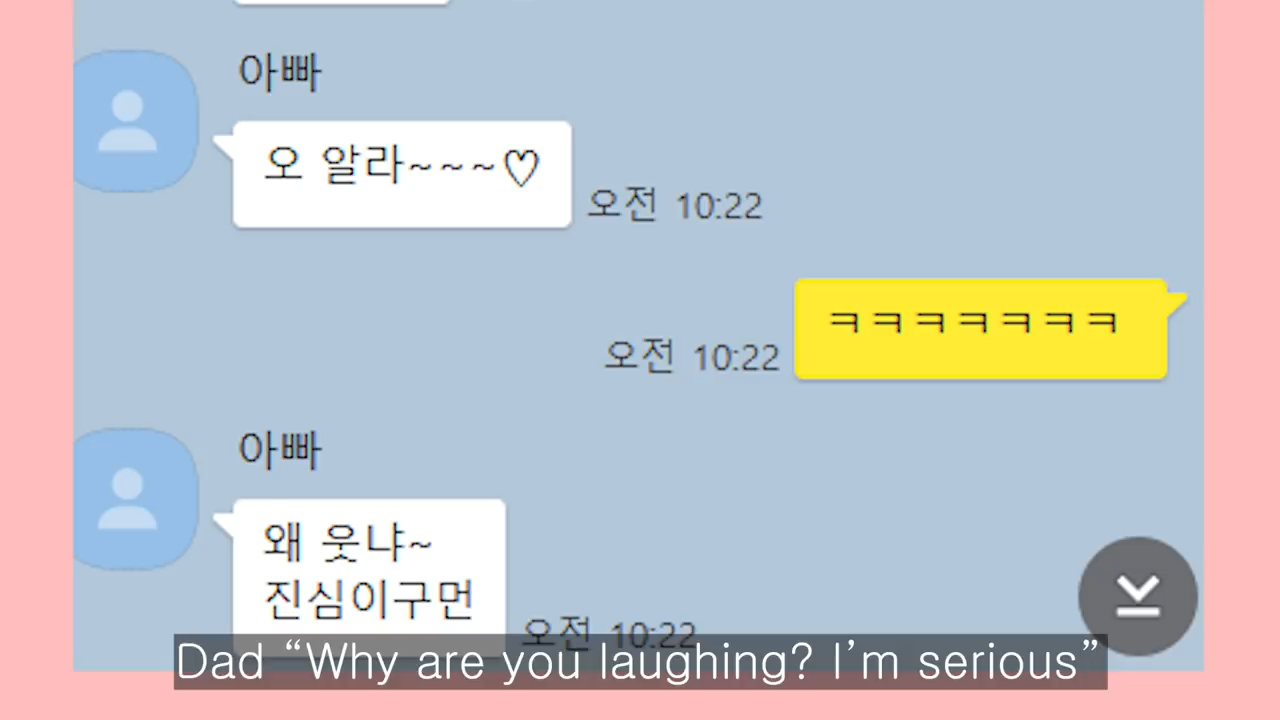 아빠
오 알라~~~♡
오전 10:22
ㅋㅋㅋㅋㅋㅋㅋ
오전 10:22
아빠
왜 웃냐~
진심이구먼
오전 10:22
Dad “Why are you laughing? I’m serious”